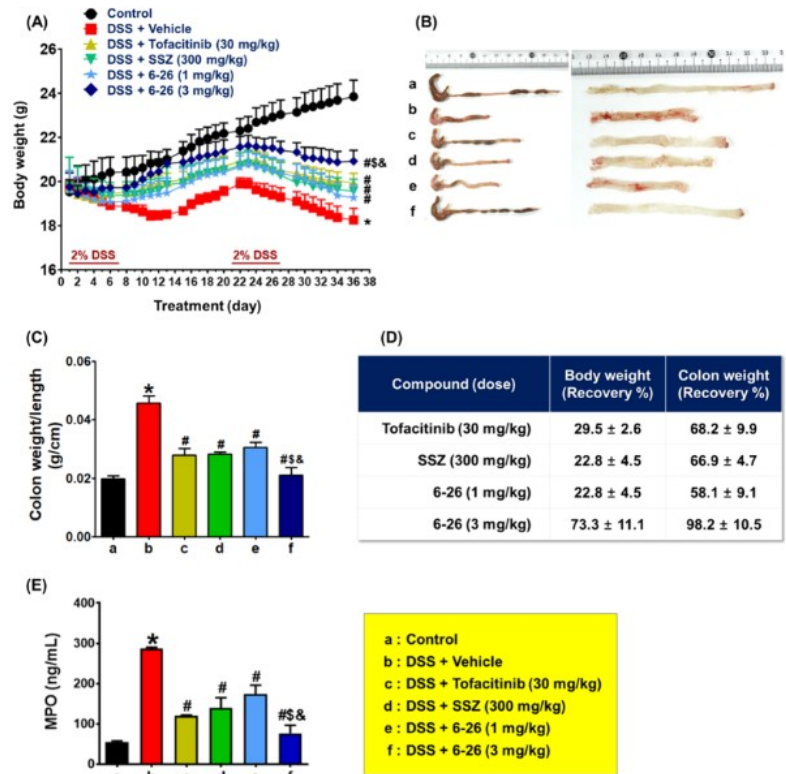 (A)
Control
DSS + Vehicle
DSS + Tofacitinib (30 mg/kg)
DSS + SSZ (300 mg/kg)
DSS + 6-26 (1 mg/kg)
DSS + 6-26 (3 mg/kg)
Body weight (g)
26
24
22
20
18
16
#$&
#
#
#
*
2% DSS
2% DSS
0 2 4 6 8 10 12 14 16 18 20 22 24 26 28 30 32 34 36 38
Treatment (day)
(B)
a
b
c
d
e
f
(C)
Colon weight/length
(g/cm)
0.06
0.04
0.02
0.00
*
#
#
#
#$&
a b c d e f
(D)
Compound (dose) Body weight (Recovery %) Colon weight (Recovery %)
Tofacitinib (30 mg/kg) 29.5 ± 2.6 68.2 ± 9.9
SSZ (300 mg/kg) 22.8 ± 4.5 66.9 ± 4.7
6-26 (1 mg/kg) 22.8 ± 4.5 58.1 ± 9.1
6-26 (3 mg/kg) 73.3 ± 11.1 98.2 ± 10.5
(E)
MPO (ng/mL)
400
300
200
100
0
*
#
#
#
#$&
a : Control
b : DSS + Vehicle
c : DSS + Tofacitinib (30 mg/kg)
d : DSS + SSZ (300 mg/kg)
e : DSS + 6-26 (1 mg/kg)
f : DSS + 6-26 (3 mg/kg)